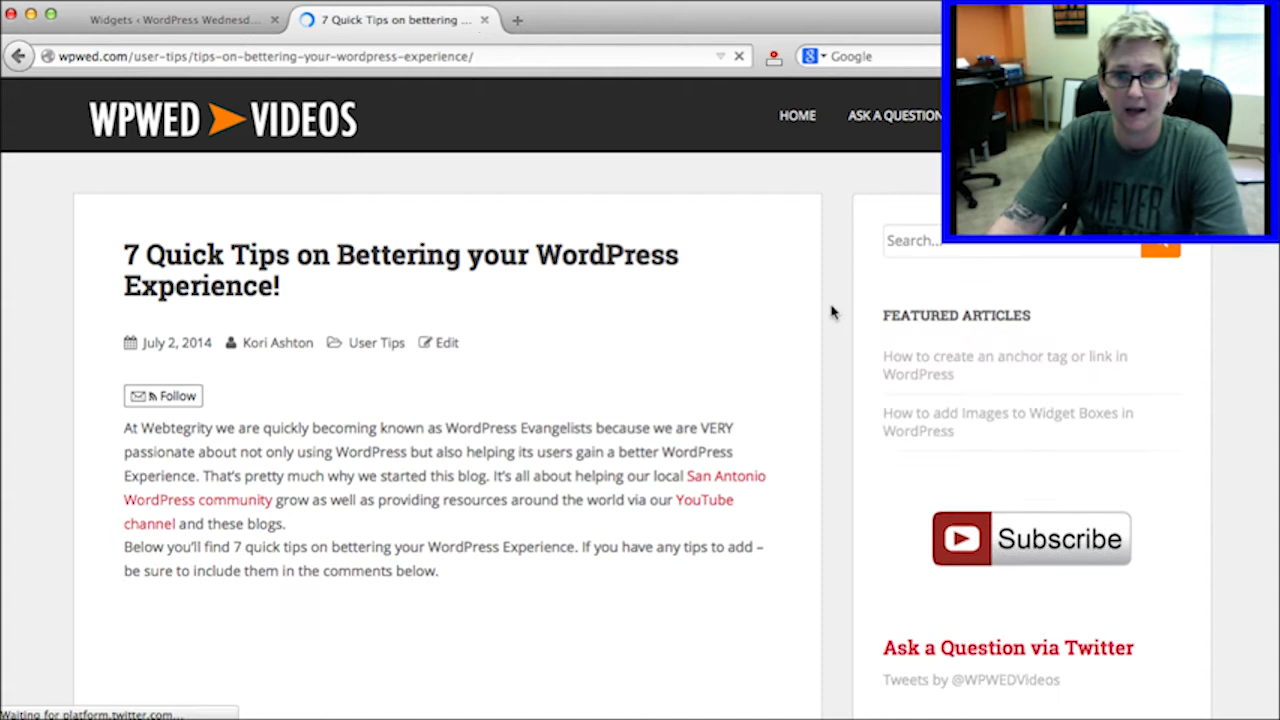 Widgets ‹ WordPress Wednesd...
7 Quick Tips on bettering ...
wpwed.com/user-tips/tips-on-bettering-your-wordpress-experience/
Google
WPWED VIDEOS
HOME
ASK A QUESTION
NEVER
7 Quick Tips on Bettering your WordPress
Experience!
Search...
July 2, 2014
Kori Ashton
User Tips
Edit
Follow
At Webtegrity we are quickly becoming known as WordPress Evangelists because we are VERY
passionate about not only using WordPress but also helping its users gain a better WordPress
Experience. That's pretty much why we started this blog. It's all about helping our local San Antonio
WordPress community grow as well as providing resources around the world via our YouTube
channel and these blogs.
Below you'll find 7 quick tips on bettering your WordPress Experience. If you have any tips to add –
be sure to include them in the comments below.
FEATURED ARTICLES
How to create an anchor tag or link in
WordPress
How to add Images to Widget Boxes in
WordPress
Subscribe
Ask a Question via Twitter
Tweets by @WPWEDVideos
Waiting for platform.twitter.com...